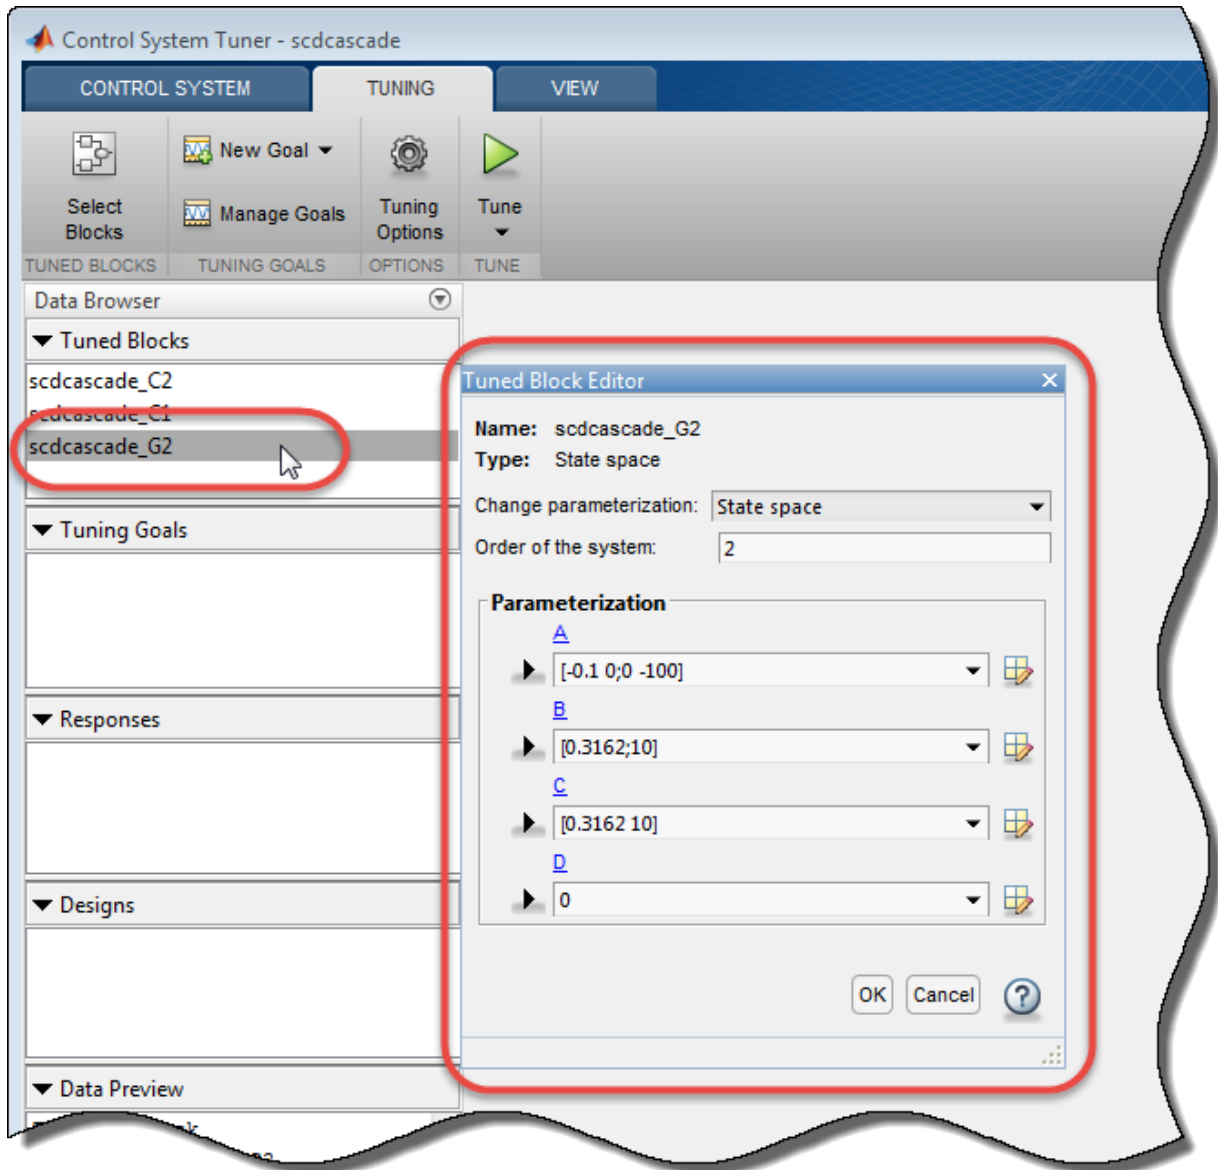 Control System Tuner - scdcascade
CONTROL SYSTEM TUNING VIEW
New Goal
Select Blocks
Manage Goals
Tuning Options
Tune
TUNED BLOCKS TUNING GOALS OPTIONS TUNE
Data Browser
Tuned Blocks
scdcascade_C2
scdcascade_C1
scdcascade_G2
Tuning Goals
Responses
Designs
Data Preview
Tuned Block Editor
Name: scdcascade_G2
Type: State space
Change parameterization: State space
Order of the system: 2
Parameterization
A
[-0.1 0;0 -100]
B
[0.3162;10]
C
[0.3162 10]
D
0
OK Cancel ?